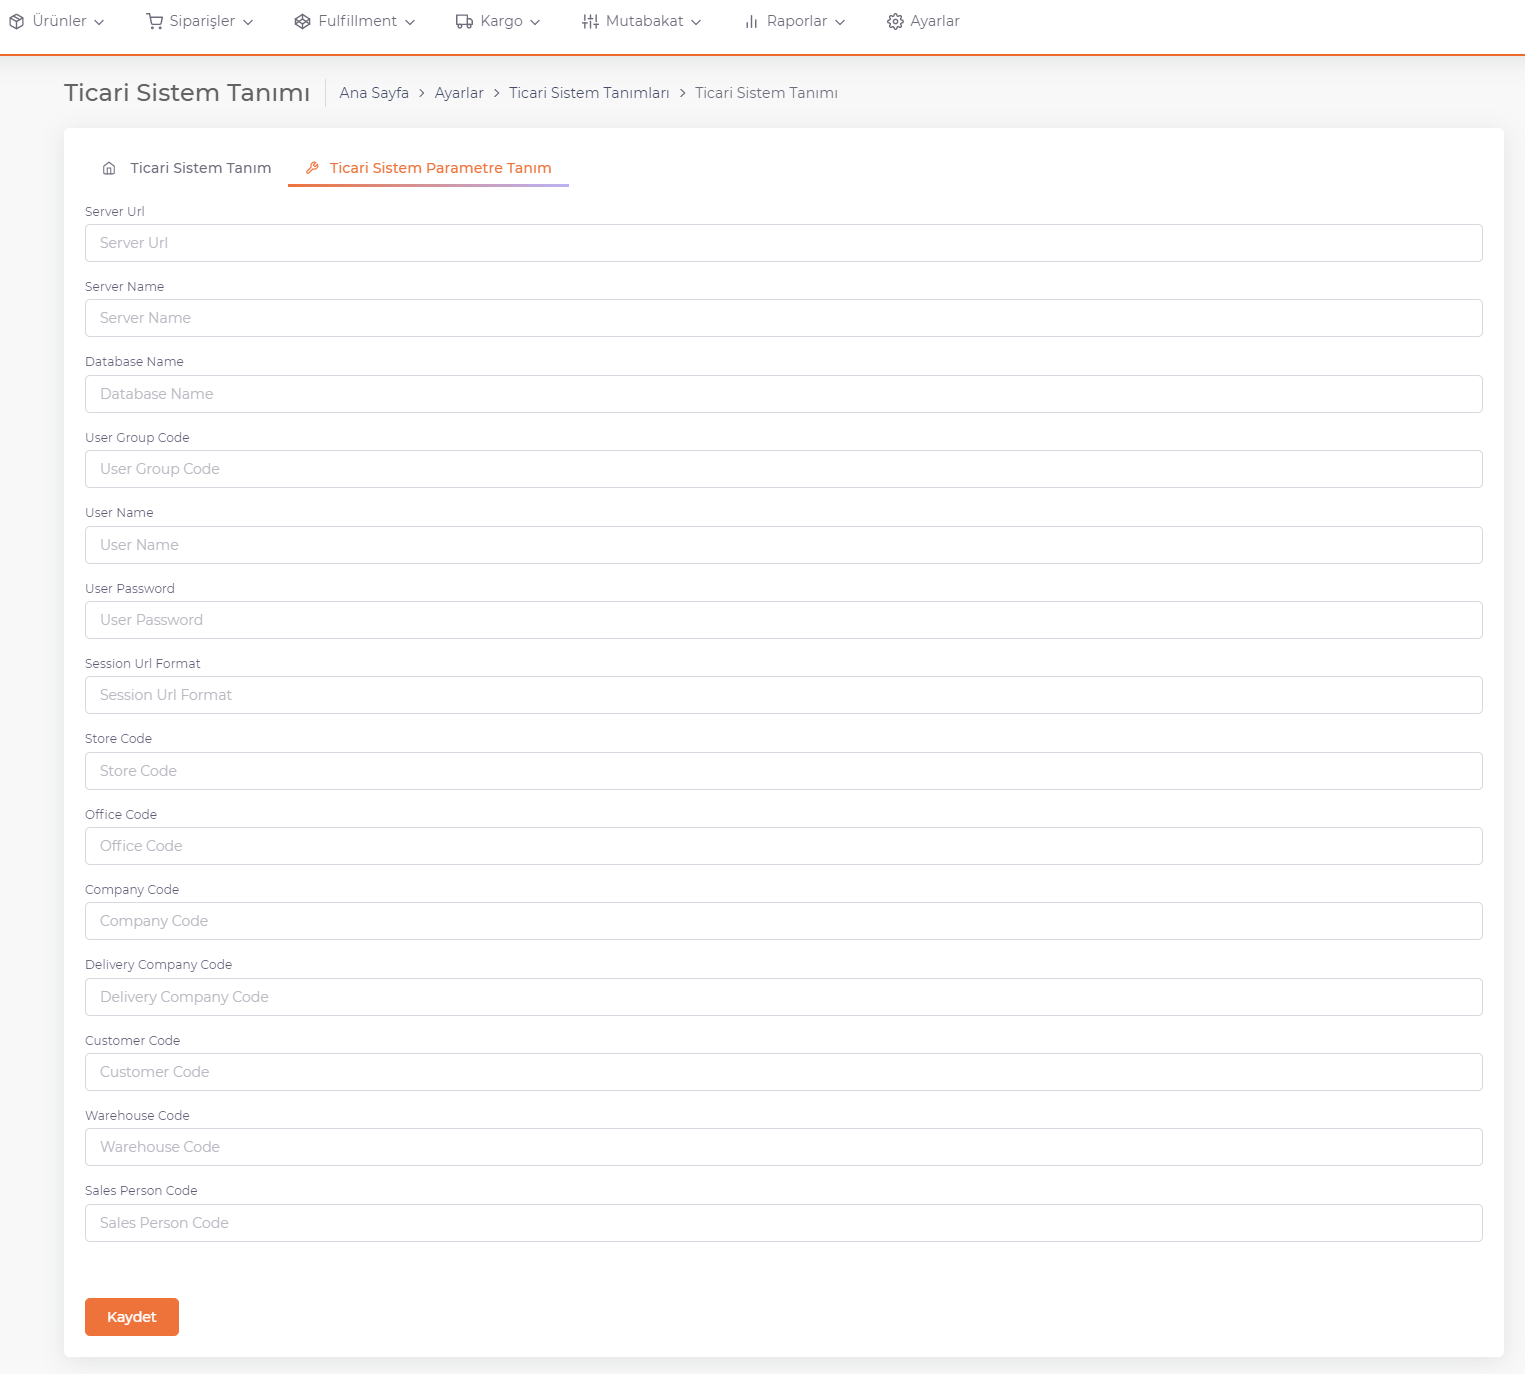 Ürünler
Siparişler
Fulfillment
Kargo
Mutabakat
Raporlar
Ayarlar
Ticari Sistem Tanımı
Ana Sayfa > Ayarlar > Ticari Sistem Tanımları > Ticari Sistem Tanımı
Ticari Sistem Tanım
Ticari Sistem Parametre Tanım
Server Url
Server Url
Server Name
Server Name
Database Name
Database Name
User Group Code
User Group Code
User Name
User Name
User Password
User Password
Session Url Format
Session Url Format
Store Code
Store Code
Office Code
Office Code
Company Code
Company Code
Delivery Company Code
Delivery Company Code
Customer Code
Customer Code
Warehouse Code
Warehouse Code
Sales Person Code
Sales Person Code
Kaydet